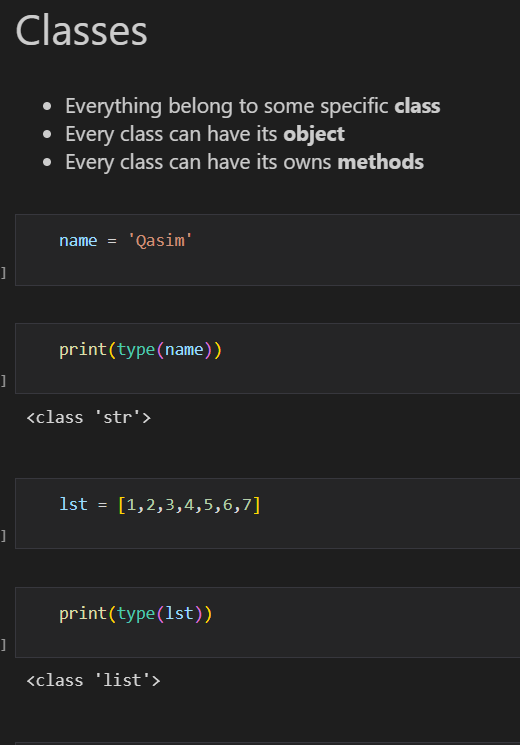 Classes
Everything belong to some specific class
Every class can have its object
Every class can have its owns methods
name = 'Qasim'
]
print(type(name))
]
<class 'str'>
lst = [1,2,3,4,5,6,7]
]
print(type(lst))
]
<class 'list'>